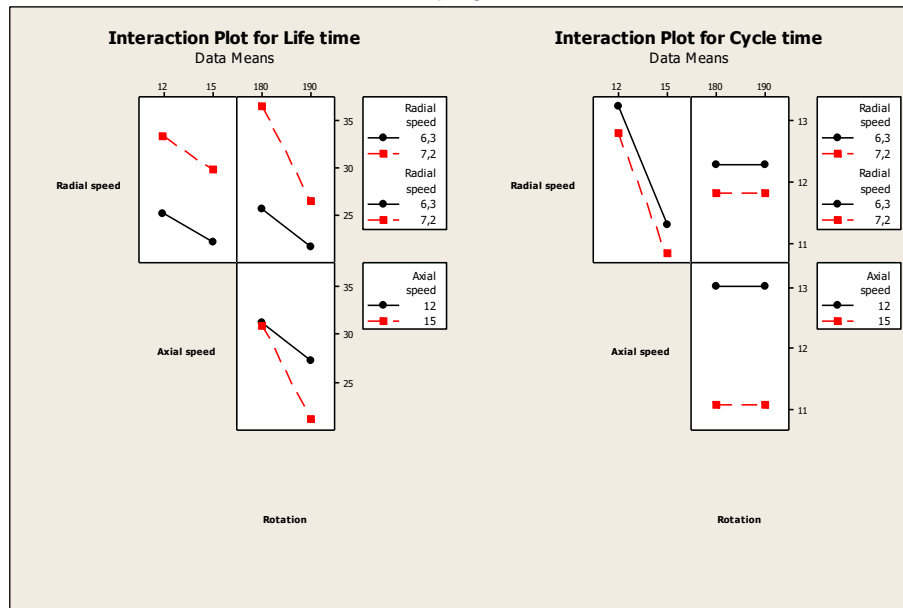 Interaction Plot for Life time
Data Means
12 15 180 190
Radial speed
35
30
25
Radial
speed
6,3
7,2
Radial
speed
6,3
7,2
Axial speed
35
30
25
Axial
speed
12
15
Rotation
Interaction Plot for Cycle time
Data Means
12 15 180 190
Radial speed
13
12
11
Radial
speed
6,3
7,2
Radial
speed
6,3
7,2
Axial speed
13
12
11
Axial
speed
12
15
Rotation